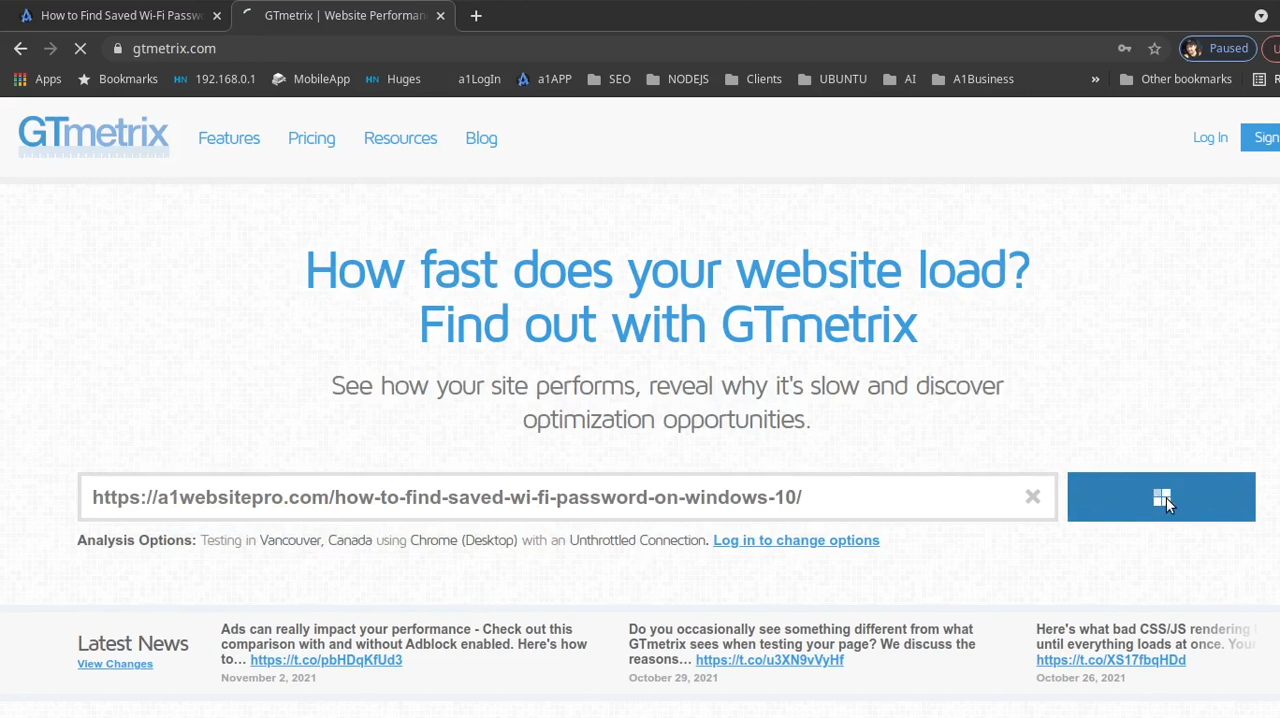 How to Find Saved Wi-Fi Passw
GTmetrix | Website Performan
gtmetrix.com
Paused
Apps
Bookmarks
HN 192.168.0.1
MobileApp
HN Huges
a1LogIn
a1APP
SEO
NODEJS
Clients
UBUNTU
AI
A1Business
»
Other bookmarks
R
GTmetrix
Features
Pricing
Resources
Blog
Log In
Sign
How fast does your website load?
Find out with GTmetrix
See how your site performs, reveal why it's slow and discover
optimization opportunities.
https://a1websitepro.com/how-to-find-saved-wi-fi-password-on-windows-10/
Analysis Options: Testing in Vancouver, Canada using Chrome (Desktop) with an Unthrottled Connection. Log in to change options
Latest News
View Changes
Ads can really impact your performance - Check out this
comparison with and without Adblock enabled. Here's how
to... https://t.co/pbHDqKfUd3
November 2, 2021
Do you occasionally see something different from what
GTmetrix sees when testing your page? We discuss the
reasons... https://t.co/u3XN9vVyHf
October 29, 2021
Here's what bad CSS/JS rendering
until everything loads at once. Your
https://t.co/XS17fbqHDd
October 26, 2021